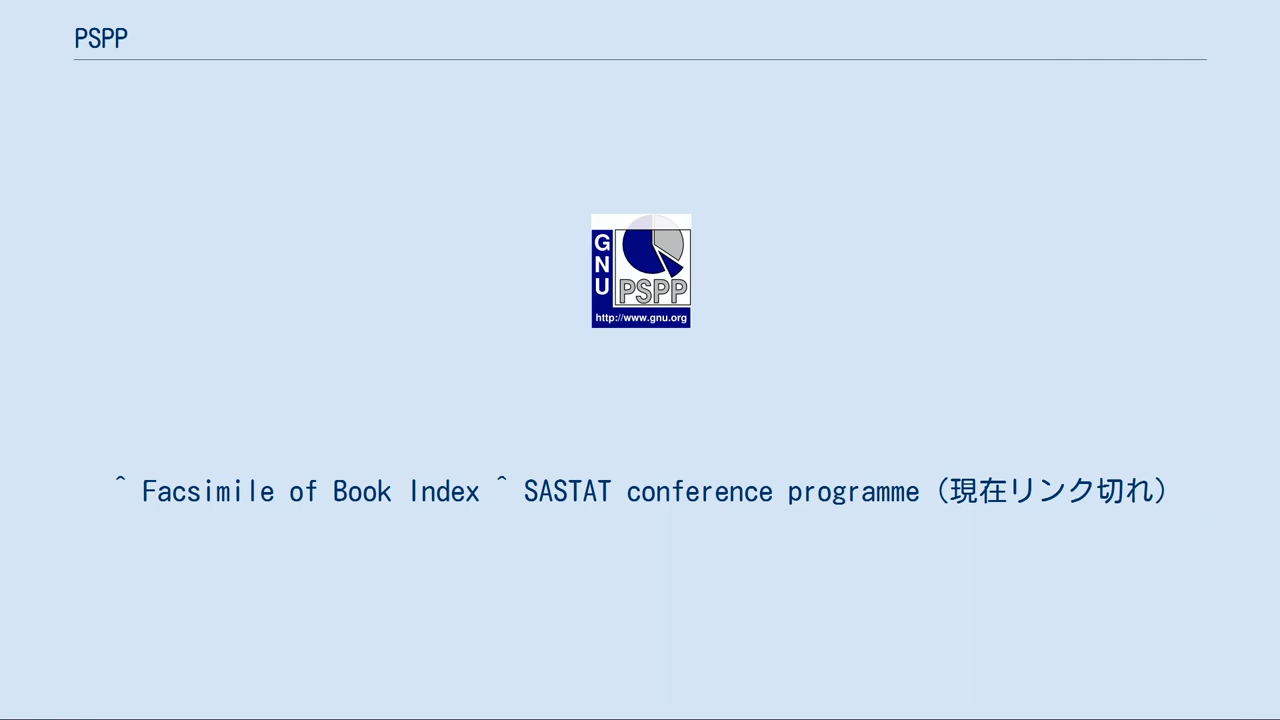 PSPP
GNU
PSPP
http://www.gnu.org
^ Facsimile of Book Index ^ SASTAT conference programme（現在リンク切れ）